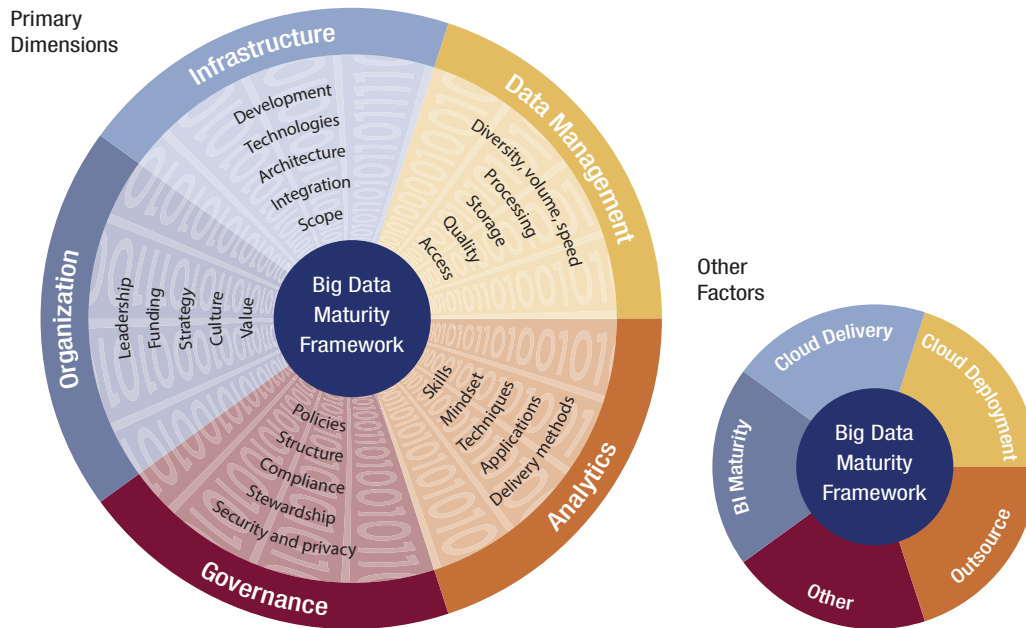 Primary
Dimensions
Infrastructure
Development
Technologies
Architecture
Integration
Scope
Data Management
Diversity, volume, speed
Processing
Storage
Quality
Access
Organization
Leadership
Funding
Strategy
Culture
Value
Big Data
Maturity
Framework
Analytics
Skills
Mindset
Techniques
Applications
Delivery methods
Governance
Policies
Structure
Compliance
Stewardship
Security and privacy
Other
Factors
Cloud Delivery
Cloud Deployment
BI Maturity
Big Data
Maturity
Framework
Outsource
Other